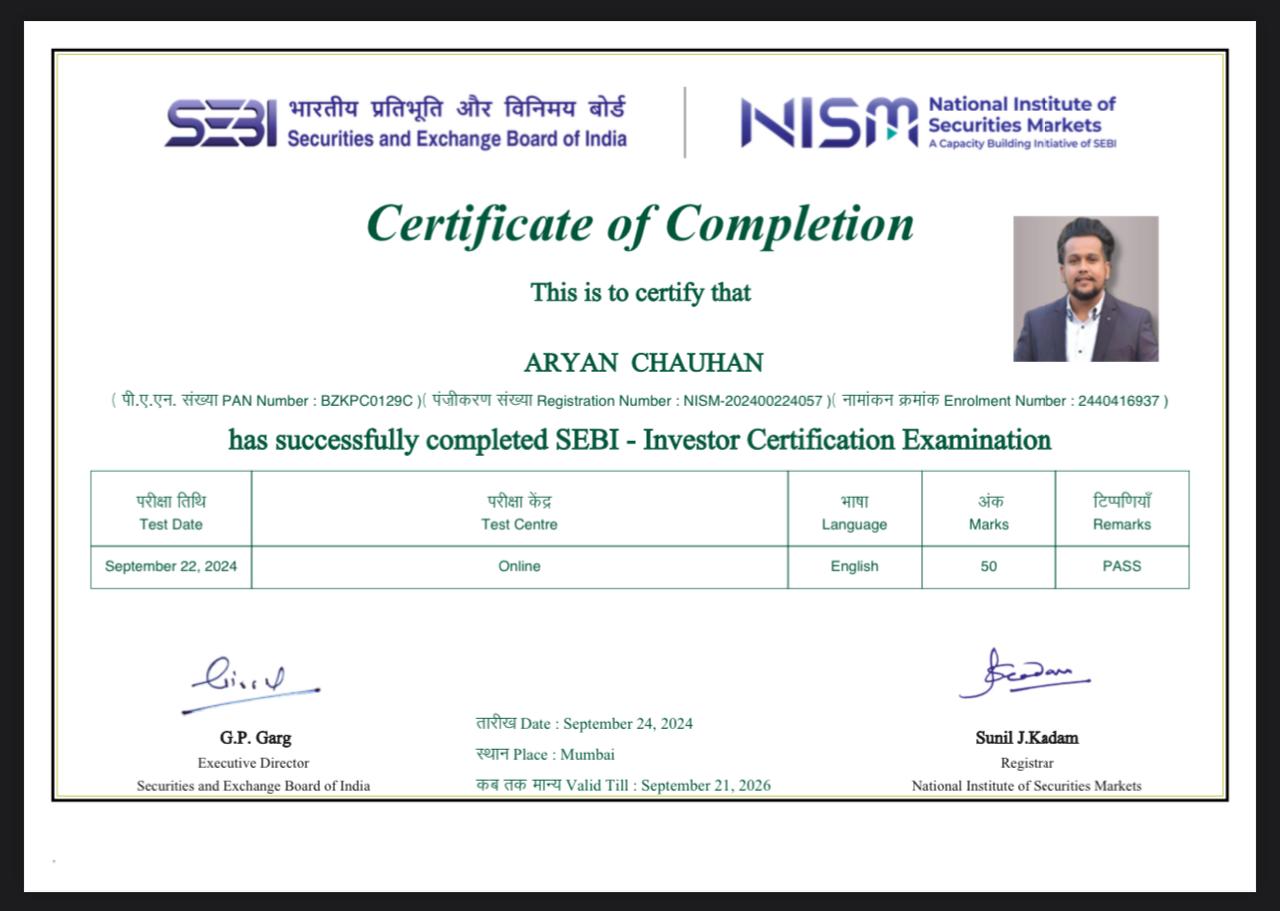 SEBI भारतीय प्रतिभूति और विनिमय बोर्ड
Securities and Exchange Board of India
NISM National Institute of
Securities Markets
A Capacity Building Initiative of SEBI
Certificate of Completion
This is to certify that
ARYAN CHAUHAN
( पी.ए.एन. संख्या PAN Number : BZKPC0129C )( पंजीकरण संख्या Registration Number : NISM-202400224057 )( नामांकन क्रमांक Enrolment Number : 2440416937 )
has successfully completed SEBI - Investor Certification Examination
परीक्षा तिथि परीक्षा केंद्र भाषा अंक टिप्पणियाँ
Test Date Test Centre Language Marks Remarks
September 22, 2024 Online English 50 PASS
तारीख Date : September 24, 2024
स्थान Place : Mumbai
कब तक मान्य Valid Till : September 21, 2026
G.P. Garg
Executive Director
Securities and Exchange Board of India
Sunil J.Kadam
Registrar
National Institute of Securities Markets